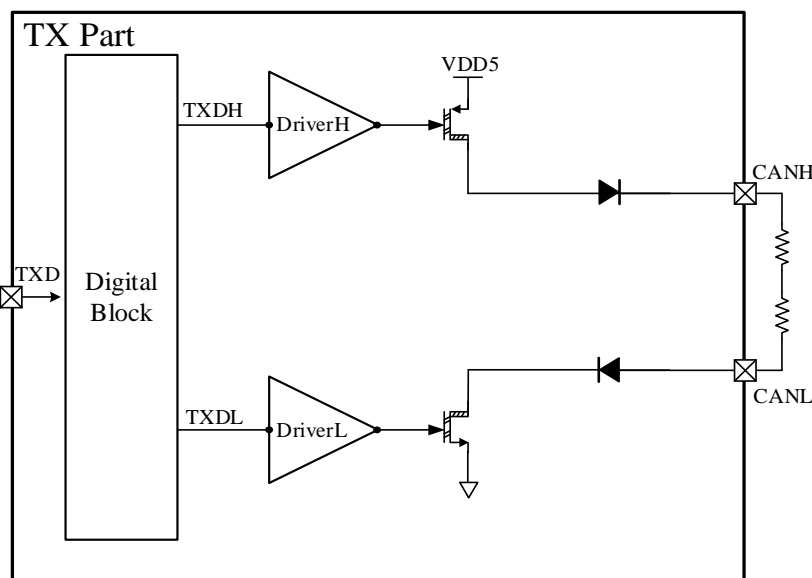 TX Part
VDD5
TXDH
DriverH
CANH
TXD
Digital
Block
TXDL
DriverL
CANL